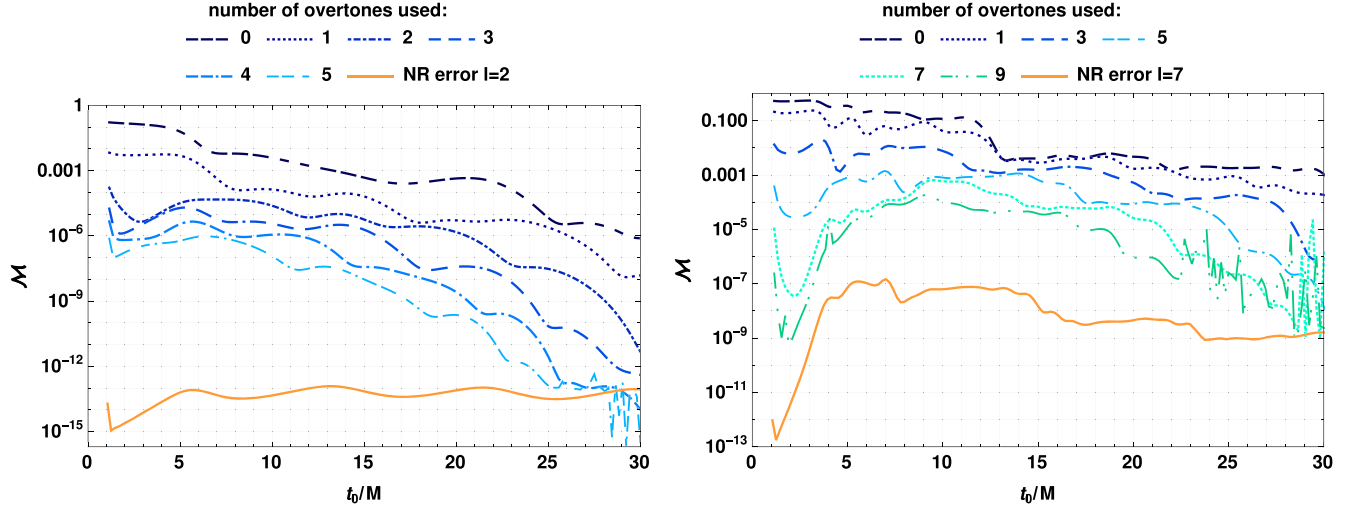 number of overtones used:
0 1 2 3
4 5 NR error l=2
1
0.001
10^-6
10^-9
10^-12
10^-15
0 5 10 15 20 25 30
t₀/M
ℳ
number of overtones used:
0 1 3 5
7 9 NR error l=7
0.100
0.001
10^-5
10^-7
10^-9
10^-11
10^-13
0 5 10 15 20 25 30
t₀/M
ℳ